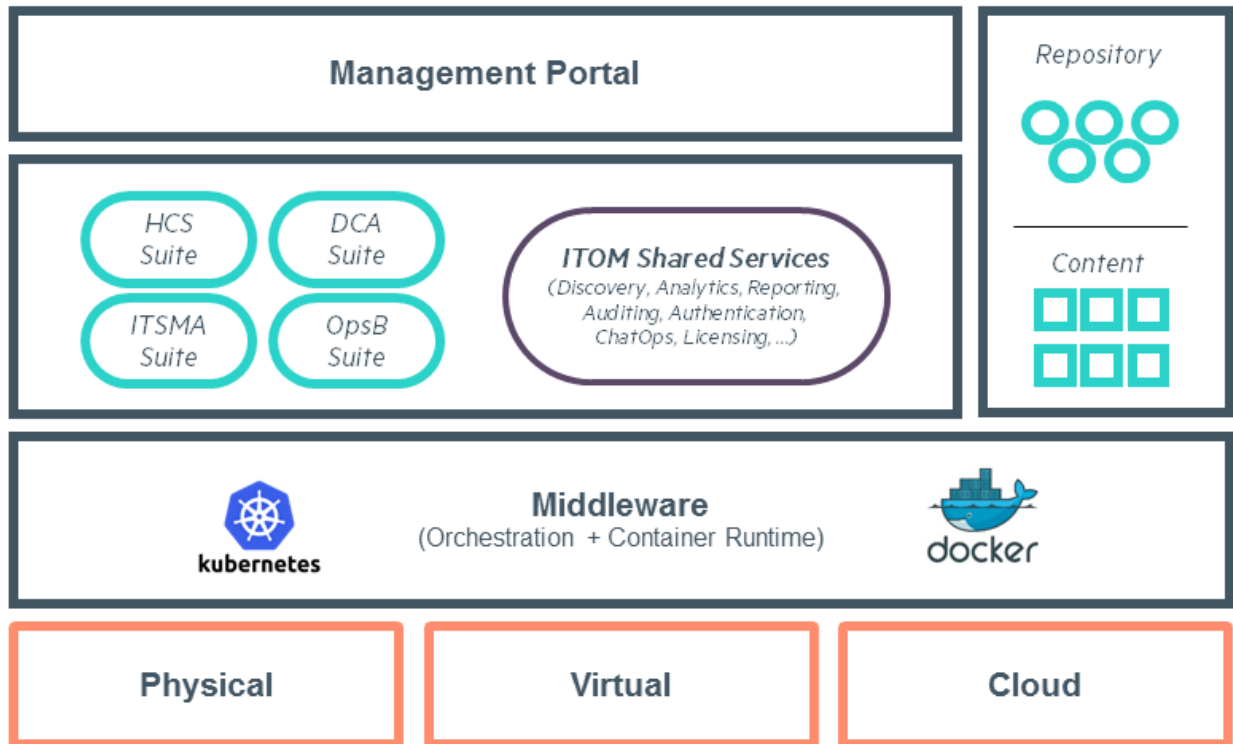 Management Portal
Repository
HCS
Suite
DCA
Suite
ITSMA
Suite
OpsB
Suite
ITOM Shared Services
(Discovery, Analytics, Reporting,
Auditing, Authentication,
ChatOps, Licensing, ...)
Content
kubernetes
Middleware
(Orchestration + Container Runtime)
docker
Physical
Virtual
Cloud